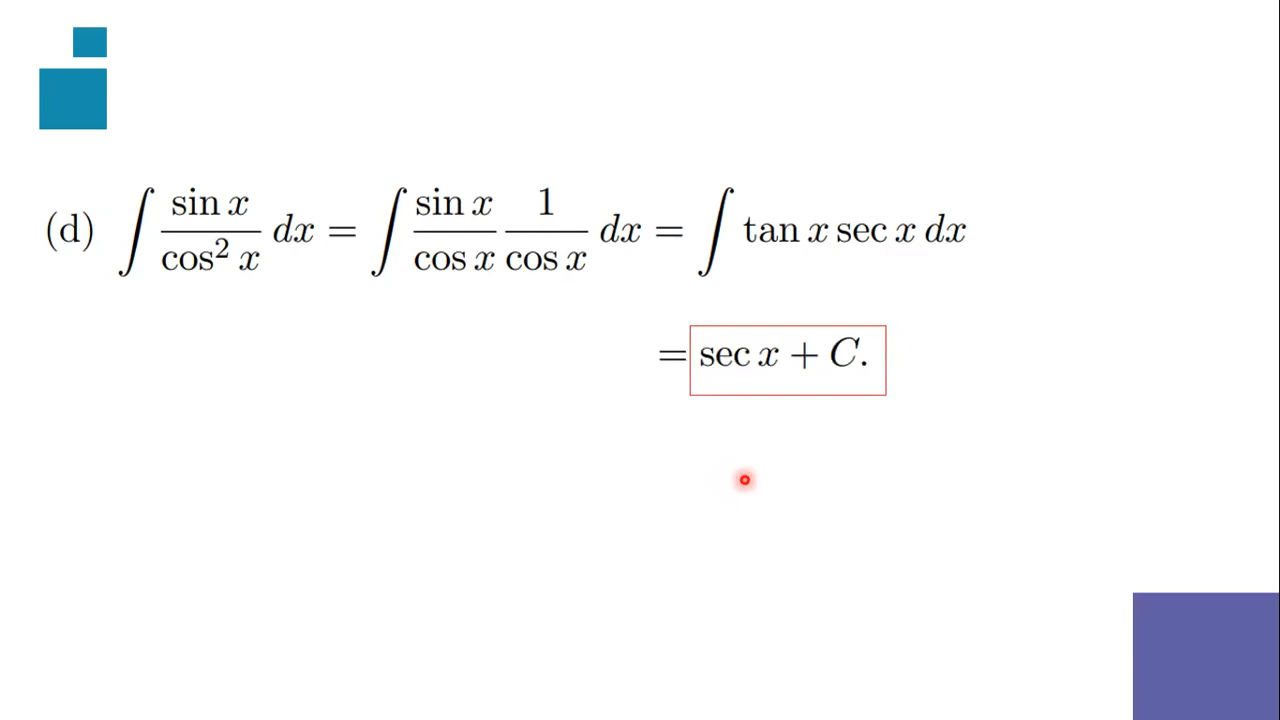 (d) ∫ sin x / cos² x dx = ∫ sin x / cos x 1 / cos x dx = ∫ tan x sec x dx
= sec x + C.